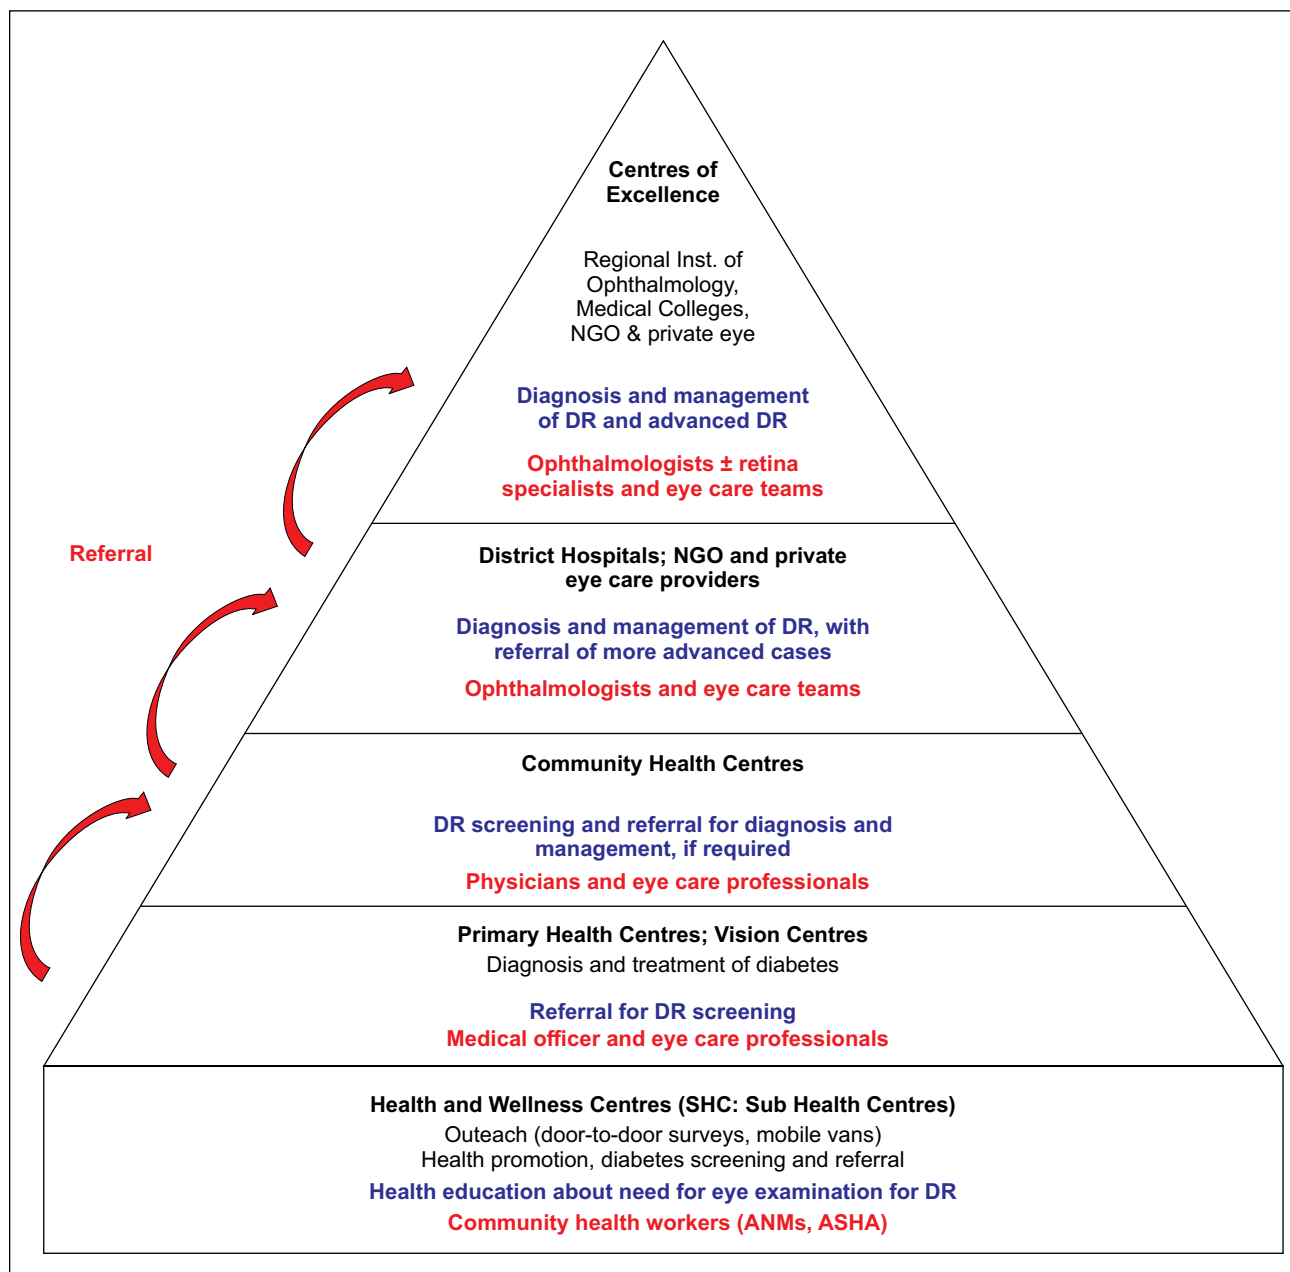 Centres of
Excellence
Regional Inst. of
Ophthalmology,
Medical Colleges,
NGO & private eye
Diagnosis and management
of DR and advanced DR
Ophthalmologists ± retina
specialists and eye care teams
Referral
District Hospitals; NGO and private
eye care providers
Diagnosis and management of DR, with
referral of more advanced cases
Ophthalmologists and eye care teams
Community Health Centres
DR screening and referral for diagnosis and
management, if required
Physicians and eye care professionals
Primary Health Centres; Vision Centres
Diagnosis and treatment of diabetes
Referral for DR screening
Medical officer and eye care professionals
Health and Wellness Centres (SHC: Sub Health Centres)
Outeach (door-to-door surveys, mobile vans)
Health promotion, diabetes screening and referral
Health education about need for eye examination for DR
Community health workers (ANMs, ASHA)